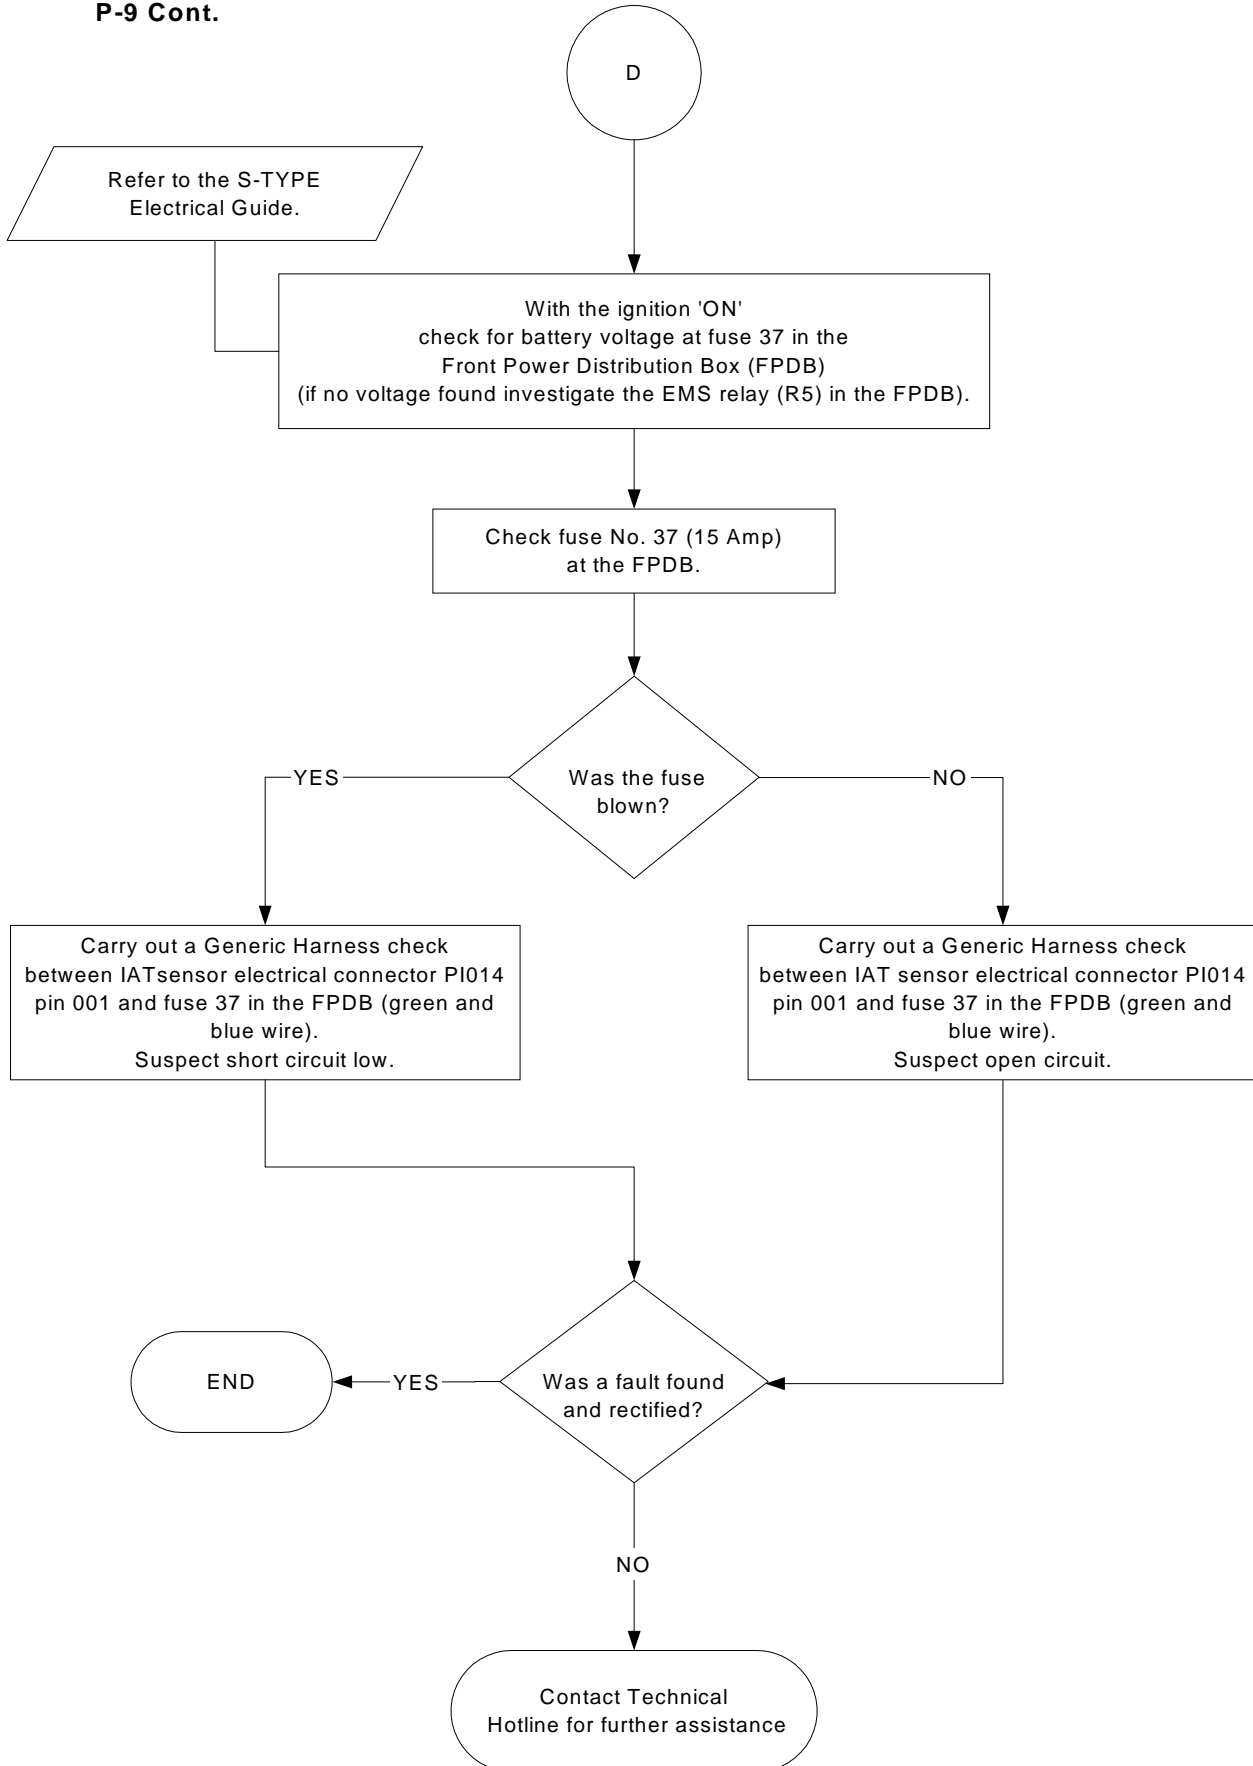 P-9 Cont.
D
Refer to the S-TYPE
Electrical Guide.
With the ignition 'ON'
check for battery voltage at fuse 37 in the
Front Power Distribution Box (FPDB)
(if no voltage found investigate the EMS relay (R5) in the FPDB).
Check fuse No. 37 (15 Amp)
at the FPDB.
Was the fuse
blown?
YES
NO
Carry out a Generic Harness check
between IATsensor electrical connector PI014
pin 001 and fuse 37 in the FPDB (green and
blue wire).
Suspect short circuit low.
Carry out a Generic Harness check
between IAT sensor electrical connector PI014
pin 001 and fuse 37 in the FPDB (green and
blue wire).
Suspect open circuit.
Was a fault found
and rectified?
YES
END
NO
Contact Technical
Hotline for further assistance